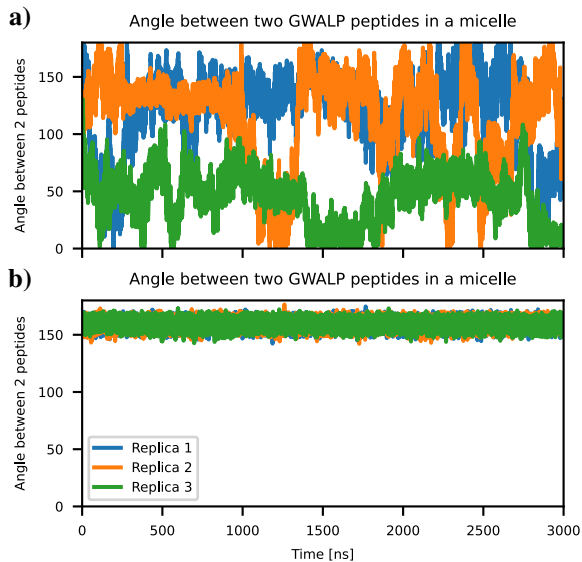 a)
Angle between two GWALP peptides in a micelle
Angle between 2 peptides
150
100
50
0
b)
Angle between two GWALP peptides in a micelle
Angle between 2 peptides
150
100
50
0
Replica 1
Replica 2
Replica 3
0 500 1000 1500 2000 2500 3000
Time [ns]